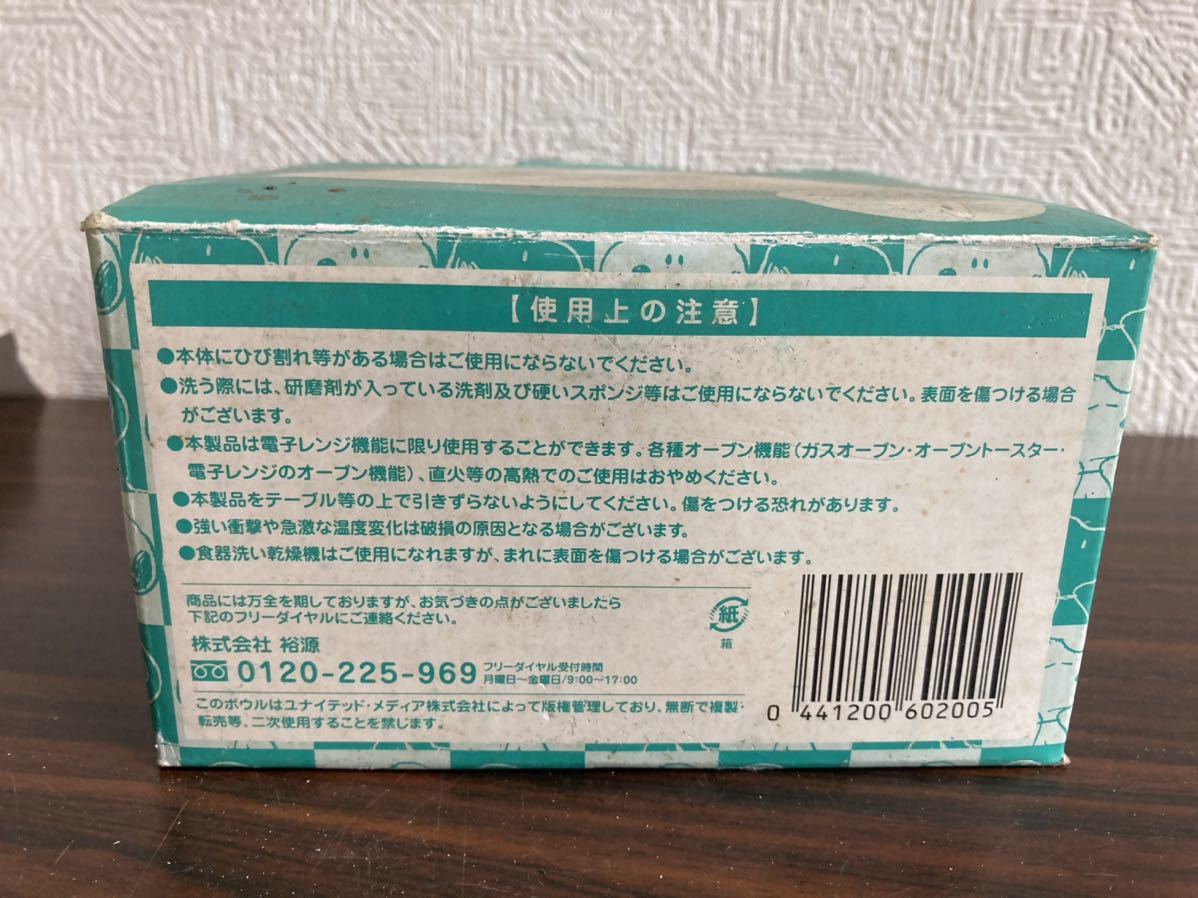 【使用上の注意】
●本体にひび割れ等がある場合はご使用にならないでください。
●洗う際には、研磨剤が入っている洗剤及び硬いスポンジ等はご使用にならないでください。表面を傷つける場合
がございます。
●本製品は電子レンジ機能に限り使用することができます。各種オーブン機能(ガスオーブン・オーブントースター・
電子レンジのオーブン機能)、直火等の高熱でのご使用はおやめください。
●本製品をテーブル等の上で引きずらないようにしてください。傷をつける恐れがあります。
●強い衝撃や急激な温度変化は破損の原因となる場合がございます。
●食器洗い乾燥機はご使用になれますが、まれに表面を傷つける場合がございます。
商品には万全を期しておりますが、お気づきの点がございましたら
下記のフリーダイヤルにご連絡ください。
株式会社 裕源
0120-225-969
フリーダイヤル受付時間
月曜日〜金曜日/9:00〜17:00
このボウルはユナイテッド・メディア株式会社によって版権管理しており、無断で複製・
転売等、二次使用することを禁じます。
紙
箱
0 441200 602005